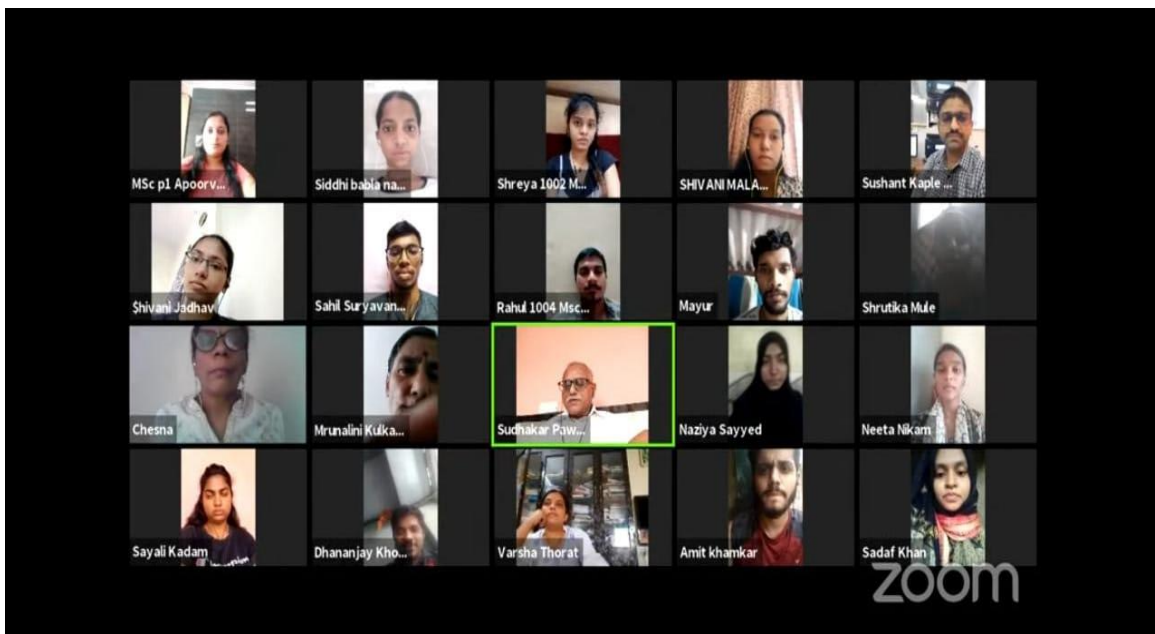 MSc p1 Apoorv...
Siddhi babla na...
Shreya 1002 M...
SHIVANI MALA...
Sushant Kaple ...
Shivani Jadhav
Sahil Suryavan...
Rahul 1004 Msc...
Mayur
Shrutika Mule
Chesna
Mrunalini Kulka...
Sudhakar Paw...
Naziya Sayyed
Neeta Nikam
Sayali Kadam
Dhananjay Kho...
Varsha Thorat
Amit khamkar
Sadaf Khan
zoom